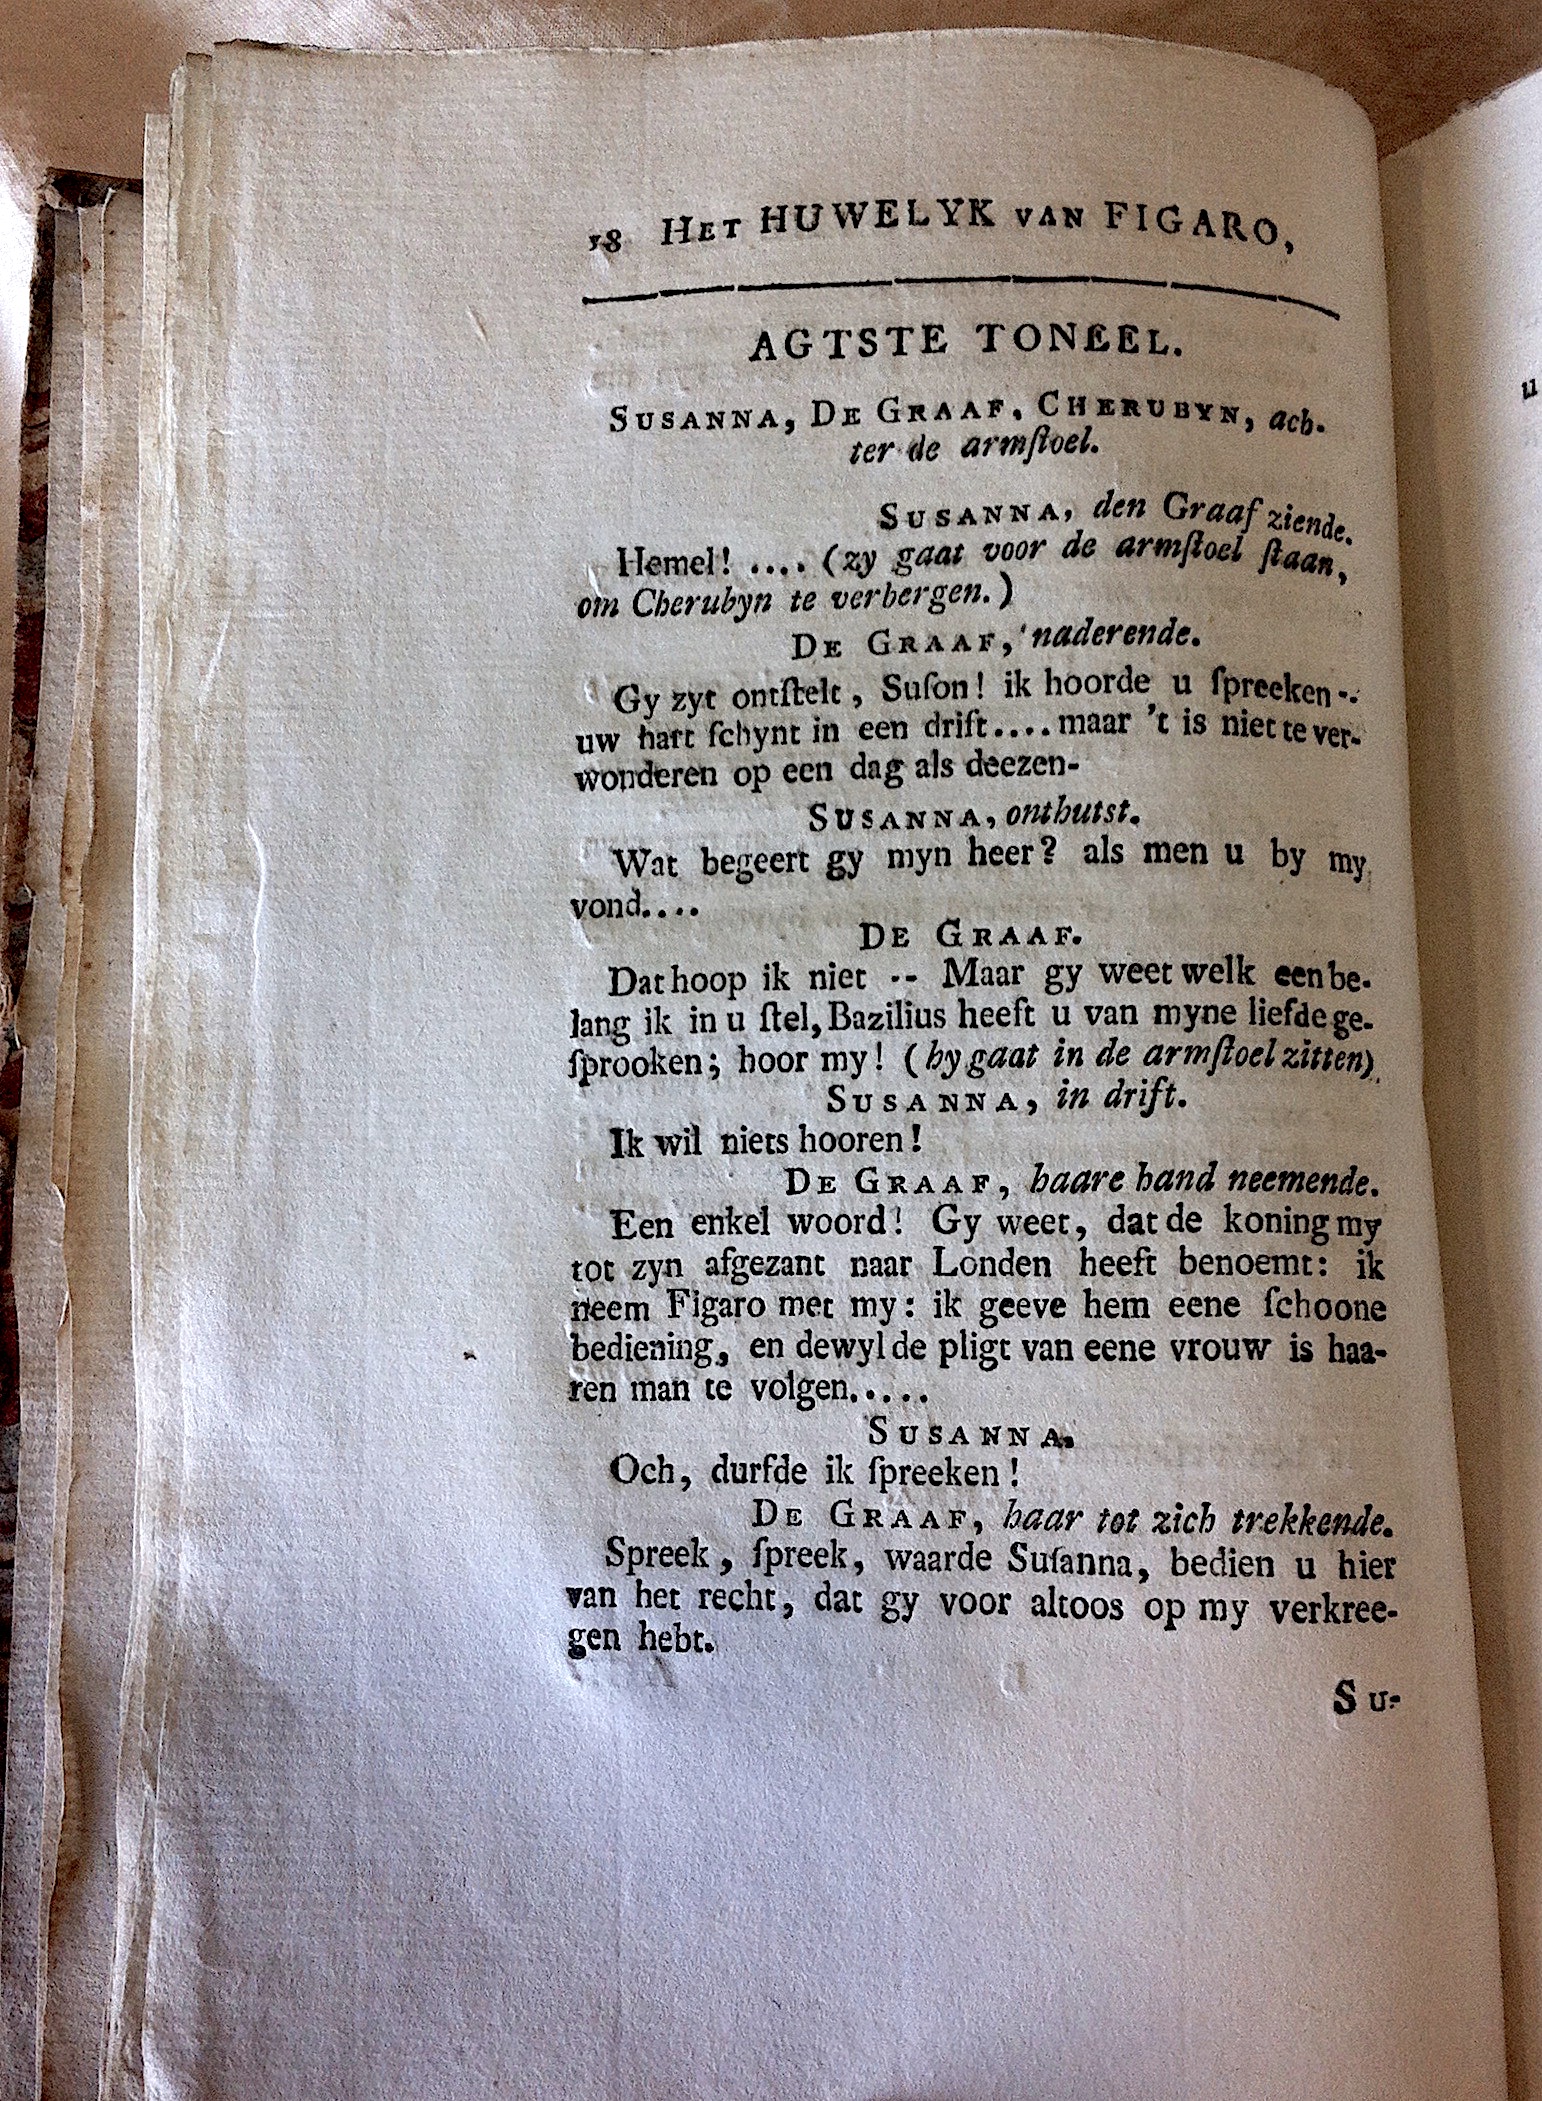 18 HET HUWELYK VAN FIGARO,
AGTSTE TONEEL.
SUSANNA, DE GRAAF, CHERUBYN, ach-
ter de armſtoel.
SUSANNA, den Graaf ziende.
Hemel! .... (zy gaat voor de armſtoel ſtaan,
om Cherubyn te verbergen.)
DE GRAAF, naderende.
Gy zyt ontſtelt, Suſon! ik hoorde u ſpreeken --
uw hart ſchynt in een drift.... maar 't is niet te ver-
wonderen op een dag als deezen-
SUSANNA, onthutst.
Wat begeert gy myn heer? als men u by my
vond....
DE GRAAF.
Dat hoop ik niet -- Maar gy weet welk een be-
lang ik in u ſtel, Bazilius heeft u van myne liefde ge-
ſprooken; hoor my! (hy gaat in de armſtoel zitten)
SUSANNA, in drift.
Ik wil niets hooren!
DE GRAAF, haare hand neemende.
Een enkel woord! Gy weet, dat de koning my
tot zyn afgezant naar Londen heeft benoemt: ik
neem Figaro met my: ik geeve hem eene ſchoone
bediening, en dewyl de pligt van eene vrouw is haa-
ren man te volgen.....
SUSANNA.
Och, durfde ik ſpreeken!
DE GRAAF, haar tot zich trekkende.
Spreek, ſpreek, waarde Suſanna, bedien u hier
van het recht, dat gy voor altoos op my verkree-
gen hebt.
SU-
u